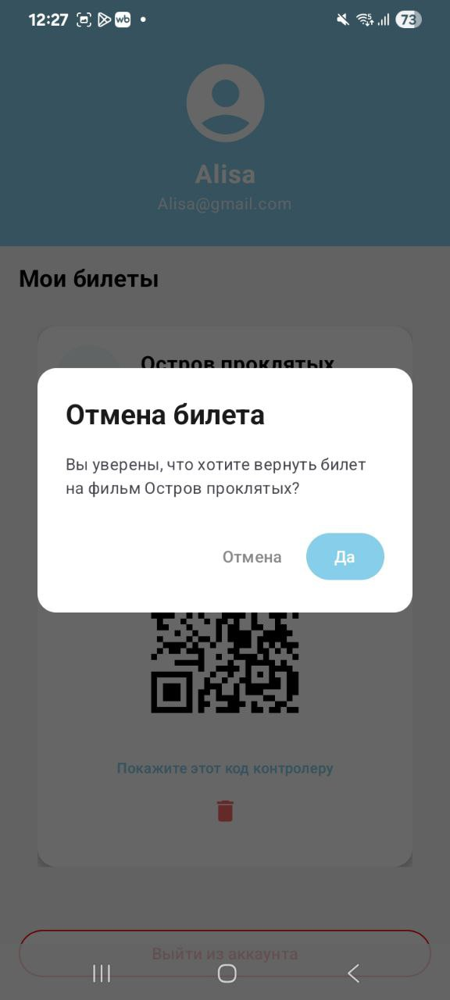 12:27 wb 5 73
Alisa
Alisa@gmail.com
Мои билеты
Остров проклятых
Отмена билета
Вы уверены, что хотите вернуть билет
на фильм Остров проклятых?
Отмена Да
Покажите этот код контролеру
Выйти из аккаунта